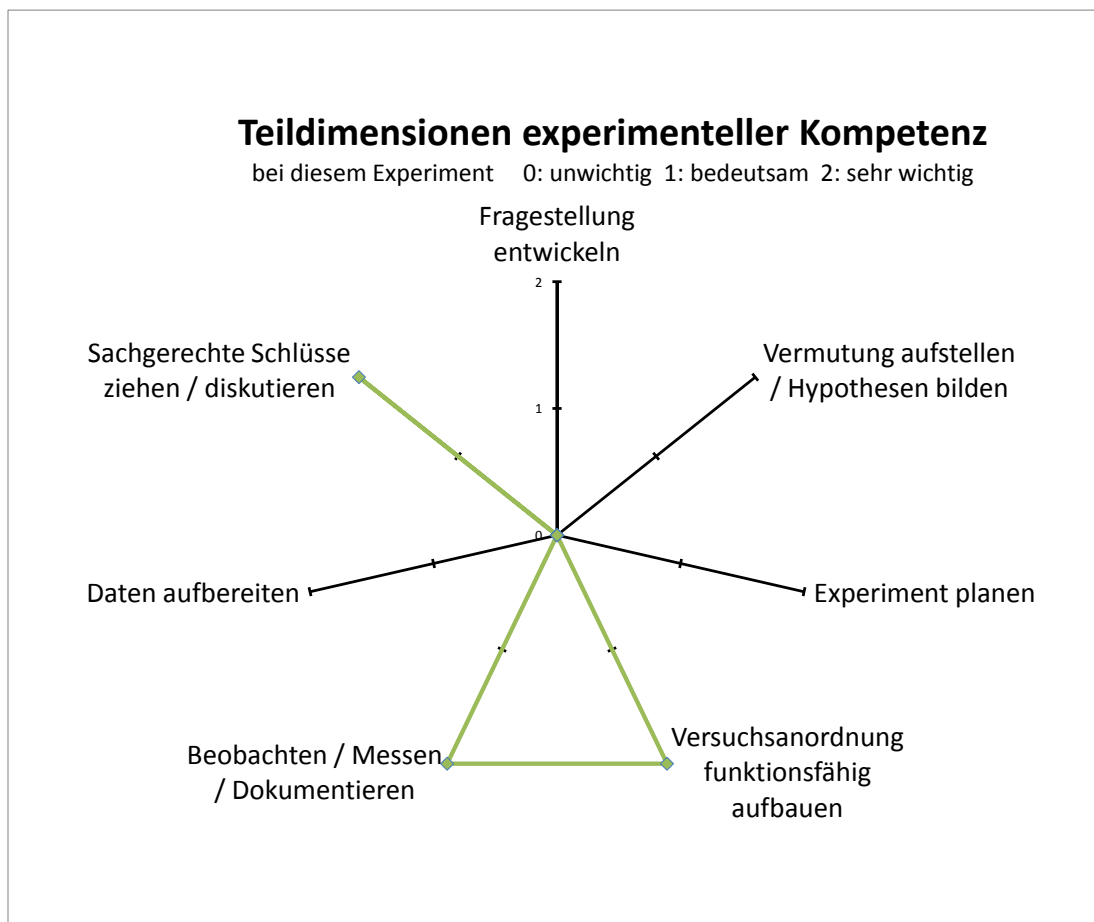 Teildimensionen experimenteller Kompetenz
bei diesem Experiment 0: unwichtig 1: bedeutsam 2: sehr wichtig
Fragestellung
entwickeln
2
1
0
Vermutung aufstellen
/ Hypothesen bilden
Experiment planen
Versuchsanordnung
funktionsfähig
aufbauen
Beobachten / Messen
/ Dokumentieren
Daten aufbereiten
Sachgerechte Schlüsse
ziehen / diskutieren